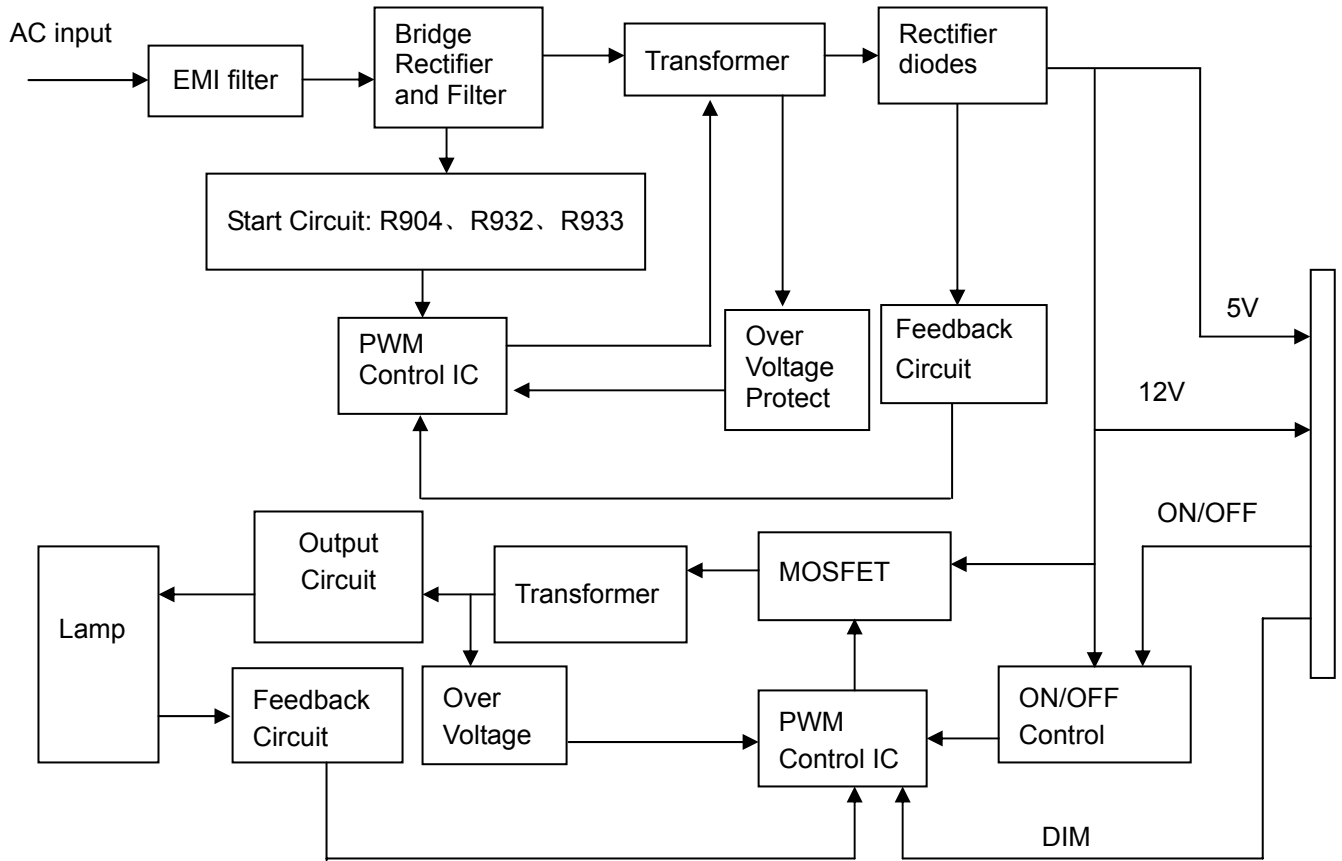 AC input
EMI filter
Bridge
Rectifier
and Filter
Transformer
Rectifier
diodes
Start Circuit: R904、R932、R933
PWM
Control IC
Over
Voltage
Protect
Feedback
Circuit
5V
12V
ON/OFF
Output
Circuit
Transformer
MOSFET
Lamp
Feedback
Circuit
Over
Voltage
PWM
Control IC
ON/OFF
Control
DIM